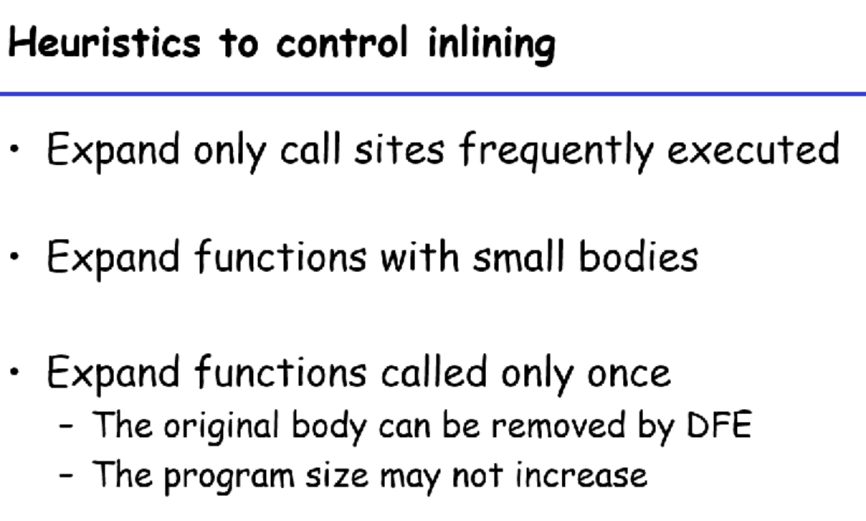 Heuristics to control inlining
• Expand only call sites frequently executed
• Expand functions with small bodies
• Expand functions called only once
– The original body can be removed by DFE
– The program size may not increase